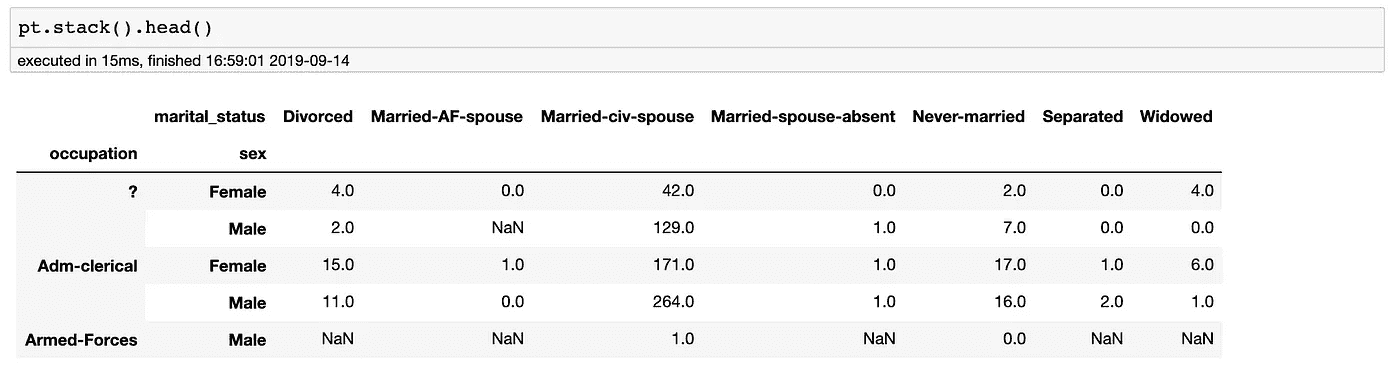 pt.stack().head()
executed in 15ms, finished 16:59:01 2019-09-14
marital_status Divorced Married-AF-spouse Married-civ-spouse Married-spouse-absent Never-married Separated Widowed
occupation sex
? Female 4.0 0.0 42.0 0.0 2.0 0.0 4.0
Male 2.0 NaN 129.0 1.0 7.0 0.0 0.0
Adm-clerical Female 15.0 1.0 171.0 1.0 17.0 1.0 6.0
Male 11.0 0.0 264.0 1.0 16.0 2.0 1.0
Armed-Forces Male NaN NaN 1.0 NaN 0.0 NaN NaN